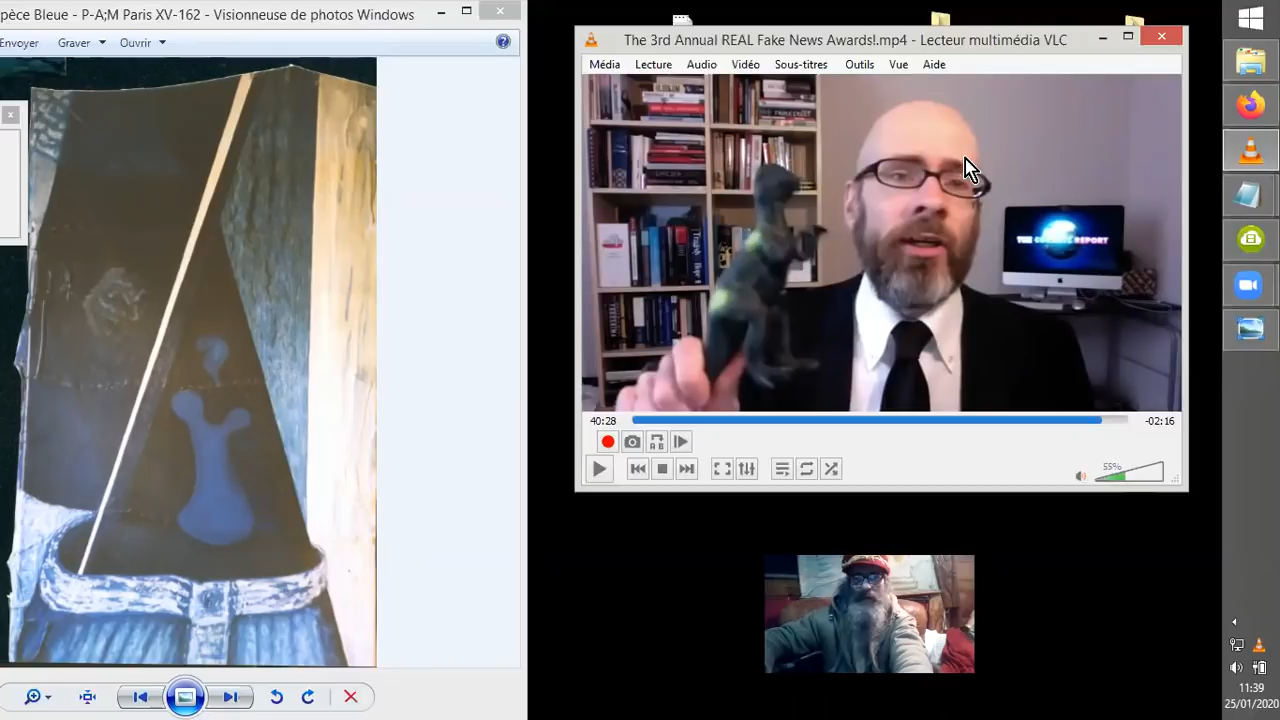 pèce Bleue - P-A;M Paris XV-162 - Visionneuse de photos Windows
Envoyer Graver Ouvrir
The 3rd Annual REAL Fake News Awards!.mp4 - Lecteur multimédia VLC
Média Lecture Audio Vidéo Sous-titres Outils Vue Aide
THE CORBETT REPORT
40:28
-02:16
55%
11:39
25/01/2020